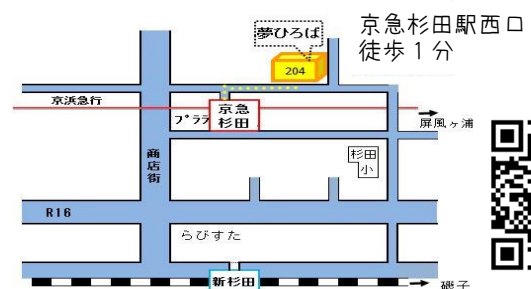 京急杉田駅西口
徒歩１分
夢ひろば
204
京浜急行
プララ
京急
杉田
屏風ヶ浦
商店街
杉田
小
R16
らびすた
新杉田
磯子